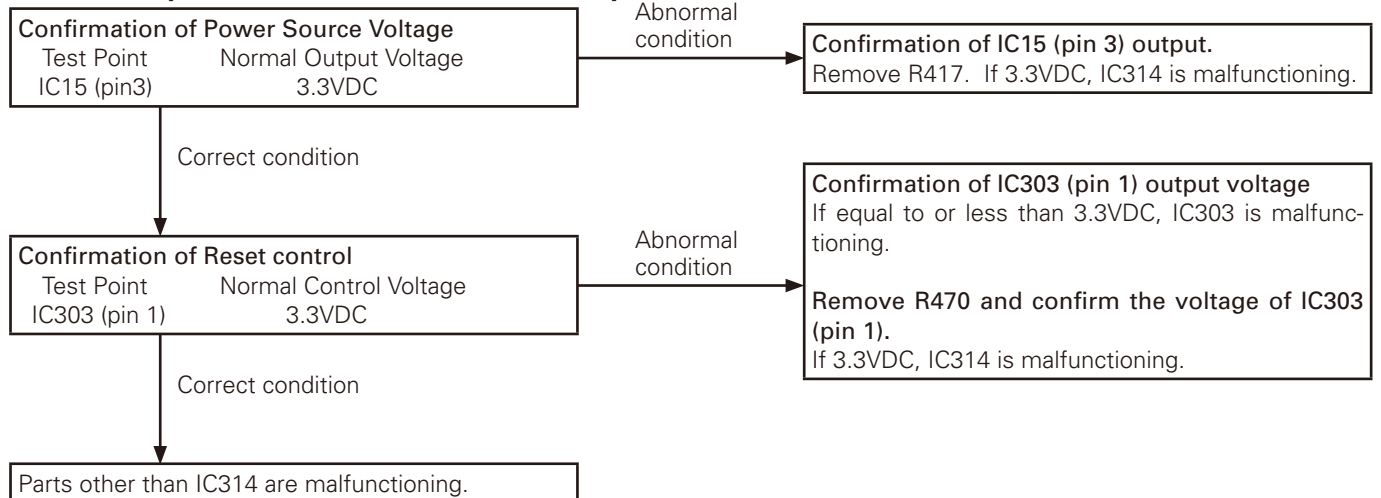 Confirmation of Power Source Voltage
Test Point Normal Output Voltage
IC15 (pin3) 3.3VDC
Abnormal
condition
Confirmation of IC15 (pin 3) output.
Remove R417. If 3.3VDC, IC314 is malfunctioning.
Correct condition
Confirmation of Reset control
Test Point Normal Control Voltage
IC303 (pin 1) 3.3VDC
Abnormal
condition
Confirmation of IC303 (pin 1) output voltage
If equal to or less than 3.3VDC, IC303 is malfunc-
tioning.
Remove R470 and confirm the voltage of IC303
(pin 1).
If 3.3VDC, IC314 is malfunctioning.
Correct condition
Parts other than IC314 are malfunctioning.